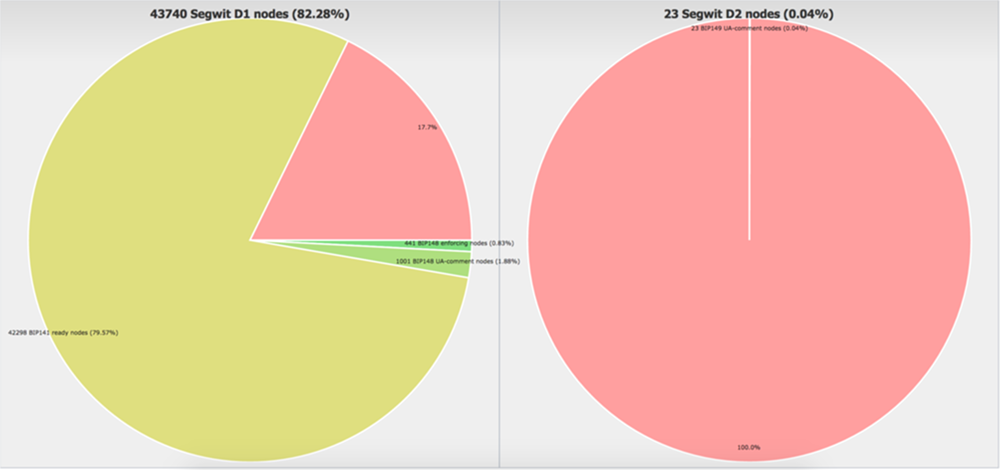 43740 Segwit D1 nodes (82.28%)
17.7%
441 BIP148 enforcing nodes (0.83%)
1001 BIP148 UA-comment nodes (1.88%)
42298 BIP141 ready nodes (79.57%)
23 Segwit D2 nodes (0.04%)
23 BIP149 UA-comment nodes (0.04%)
100.0%